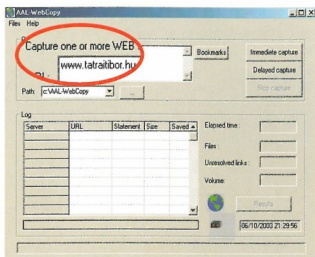 AAL-WebCopy
Files Help
Capture one or more WEB
www.tatraitibor.hu
Bookmarks
Immediate capture
Delayed capture
Stop capture
Path: c:\AAL-WebCopy ...
Log
Server URL Statement Size Saved
Elapsed time :
Files :
Unresolved links :
Volume:
Results
06/10/2000 21:29:56